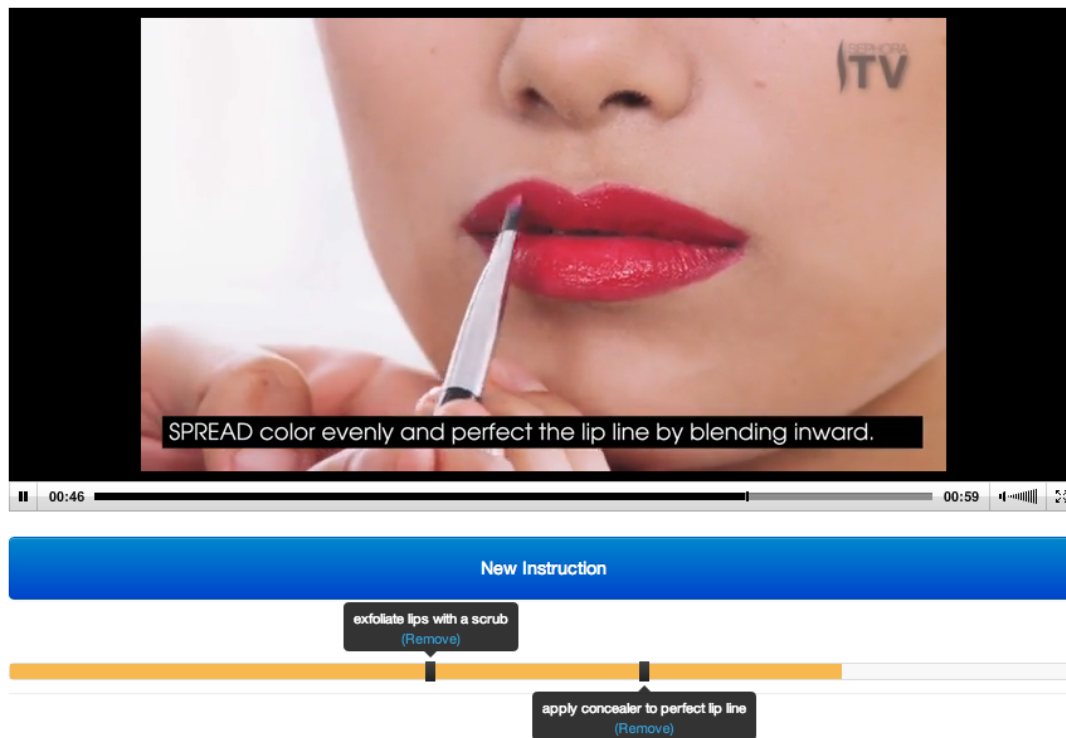 SEPHORA
TV
SPREAD color evenly and perfect the lip line by blending inward.
00:46
00:59
New Instruction
exfoliate lips with a scrub
(Remove)
apply concealer to perfect lip line
(Remove)